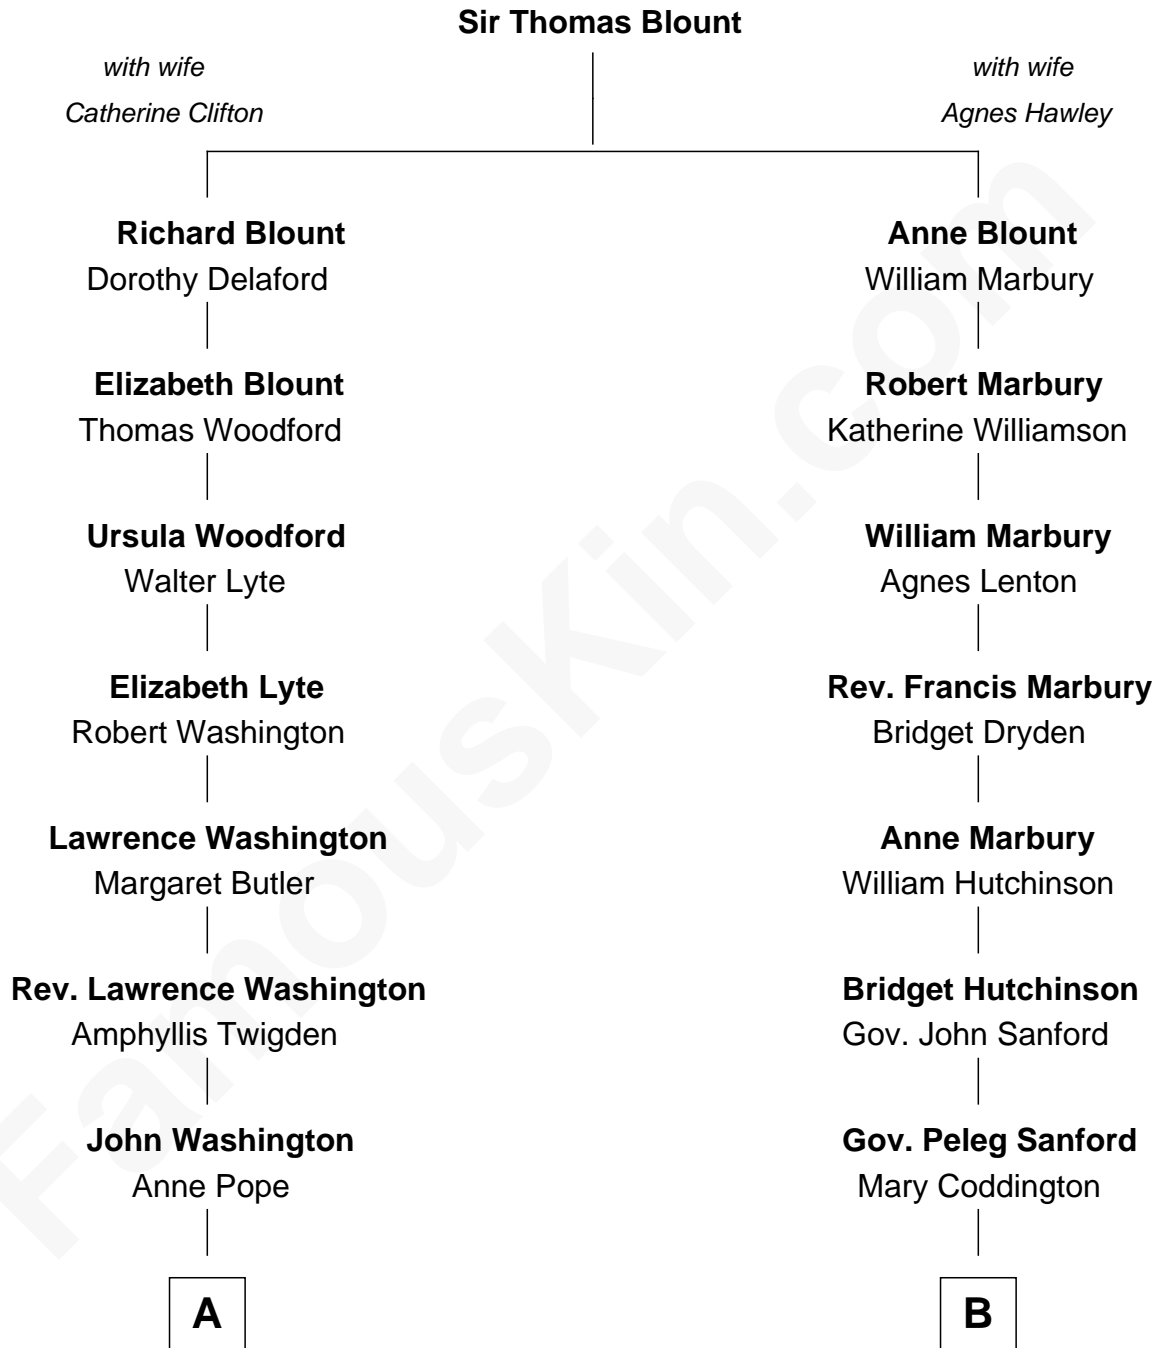 Sir Thomas Blount
with wife
Catherine Clifton
with wife
Agnes Hawley
Richard Blount
Dorothy Delaford
Anne Blount
William Marbury
Elizabeth Blount
Thomas Woodford
Robert Marbury
Katherine Williamson
Ursula Woodford
Walter Lyte
William Marbury
Agnes Lenton
Elizabeth Lyte
Robert Washington
Rev. Francis Marbury
Bridget Dryden
Lawrence Washington
Margaret Butler
Anne Marbury
William Hutchinson
Rev. Lawrence Washington
Amphyllis Twigden
Bridget Hutchinson
Gov. John Sanford
John Washington
Anne Pope
Gov. Peleg Sanford
Mary Coddington
A
B
FamousKin.com